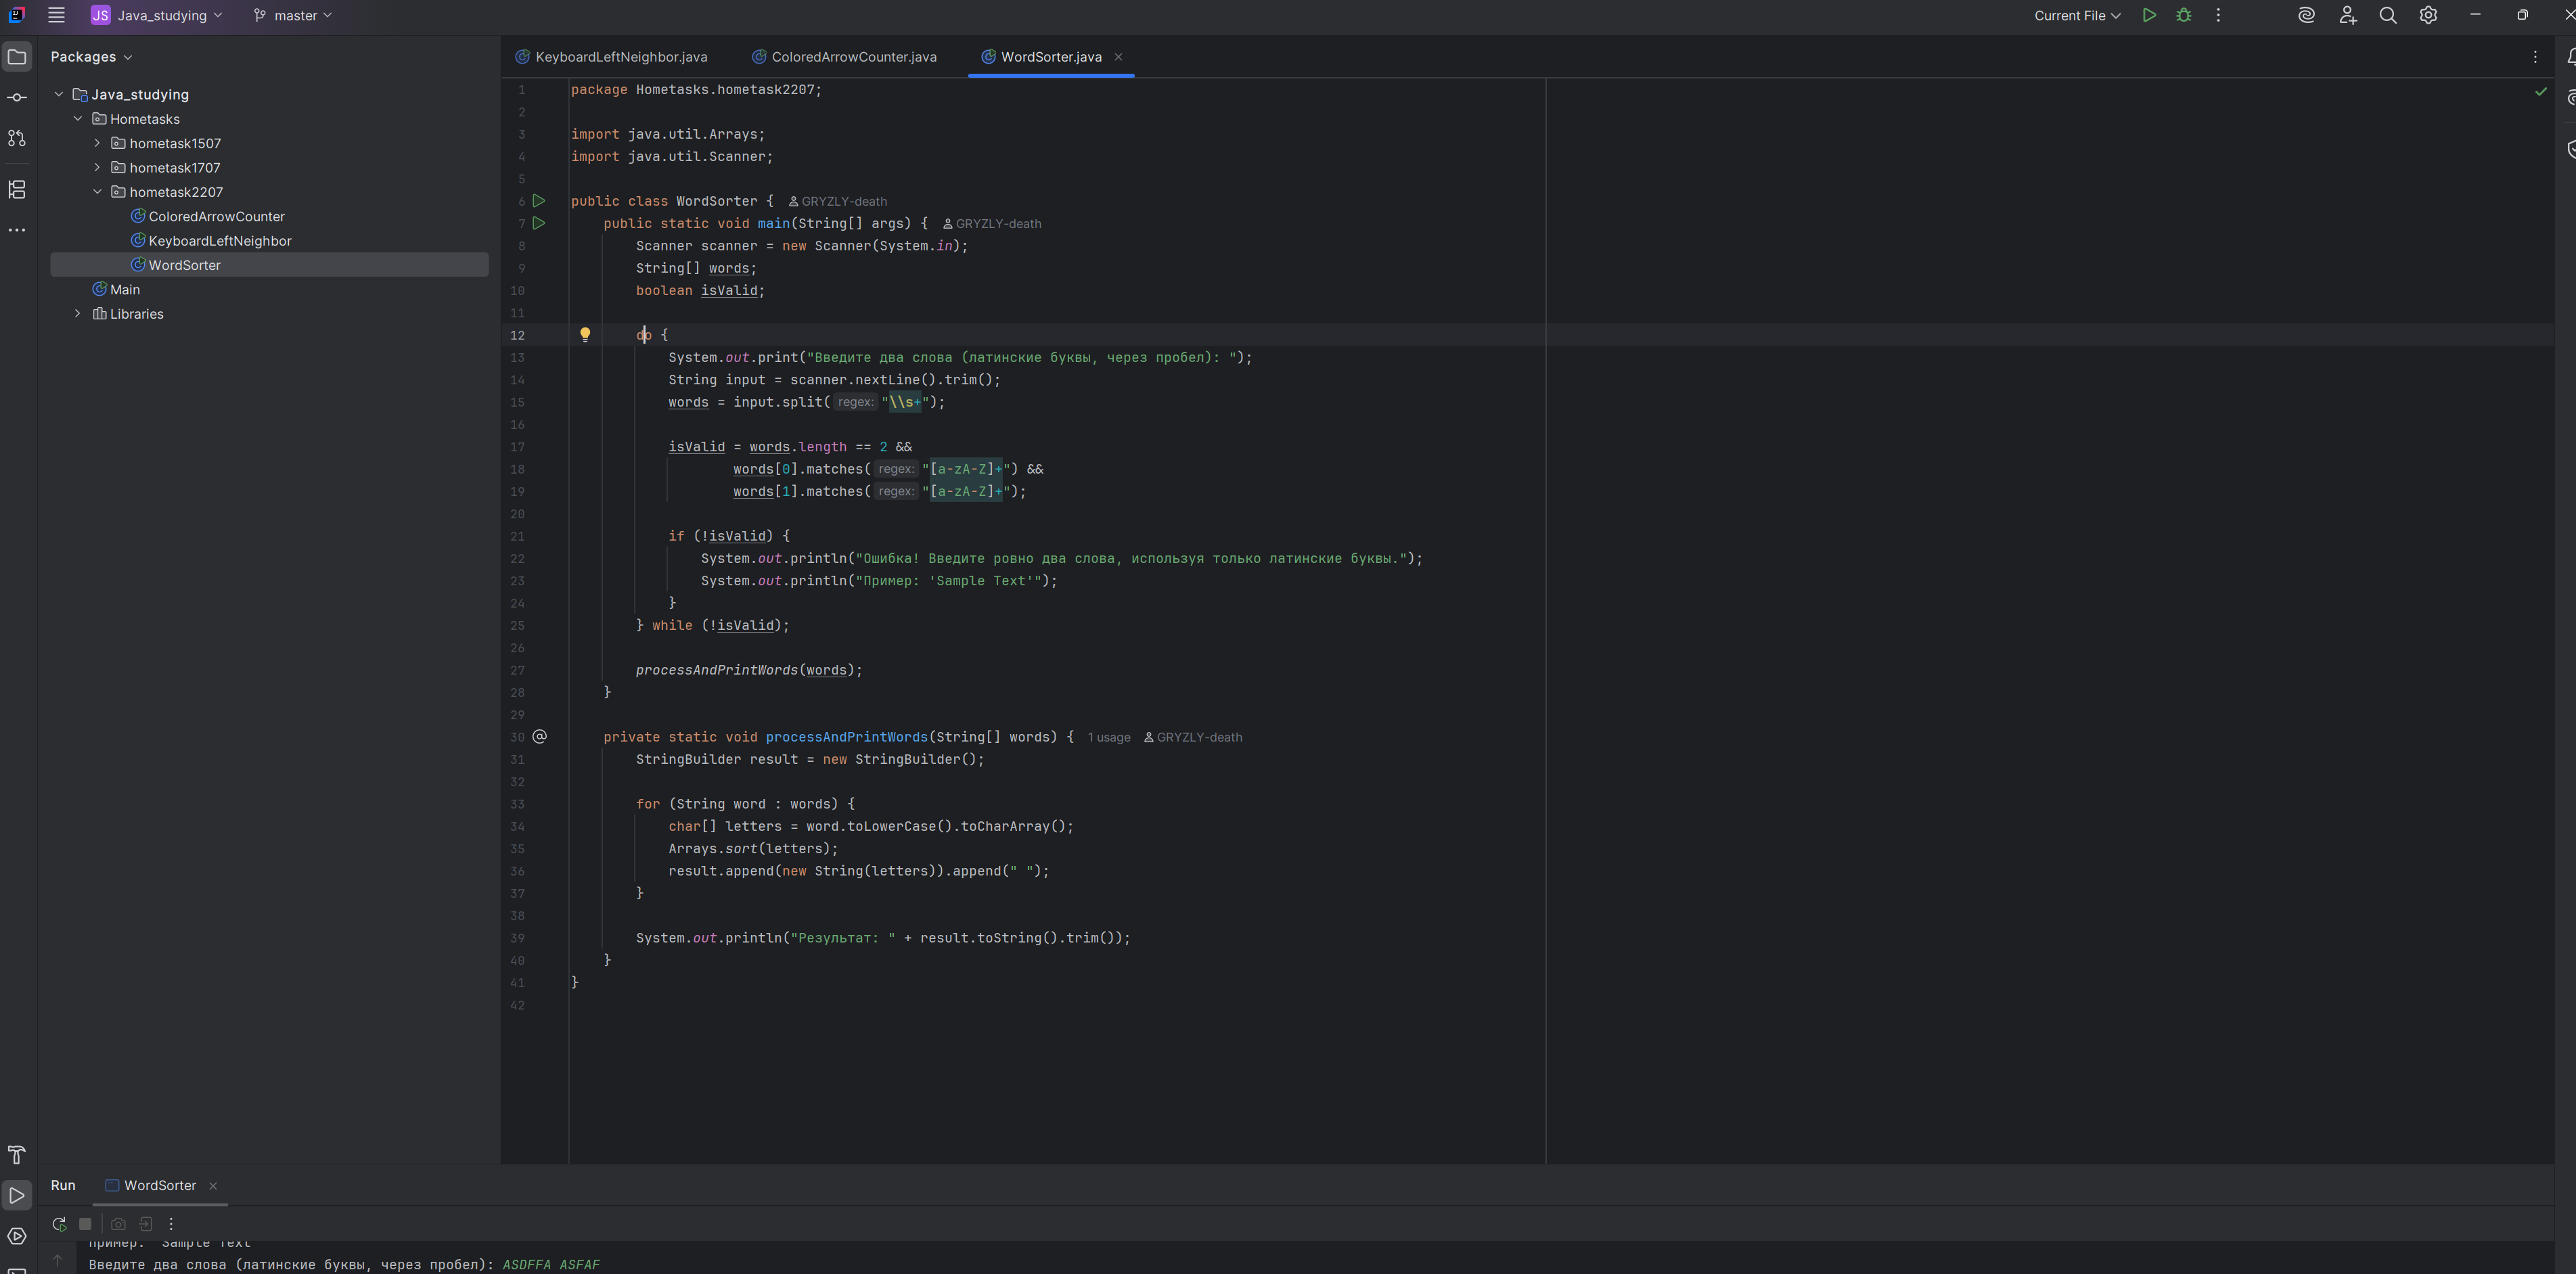 JS Java_studying master Current File
Packages
KeyboardLeftNeighbor.java ColoredArrowCounter.java WordSorter.java
Java_studying
Hometasks
hometask1507
hometask1707
hometask2207
ColoredArrowCounter
KeyboardLeftNeighbor
WordSorter
Main
Libraries
1 package Hometasks.hometask2207;
2
3 import java.util.Arrays;
4 import java.util.Scanner;
5
6 public class WordSorter { GRYZLY-death
7 public static void main(String[] args) { GRYZLY-death
8 Scanner scanner = new Scanner(System.in);
9 String[] words;
10 boolean isValid;
11
12 do {
13 System.out.print("Введите два слова (латинские буквы, через пробел): ");
14 String input = scanner.nextLine().trim();
15 words = input.split( regex: "\\s+");
16
17 isValid = words.length == 2 &&
18 words[0].matches( regex: "[a-zA-Z]+") &&
19 words[1].matches( regex: "[a-zA-Z]+");
20
21 if (!isValid) {
22 System.out.println("Ошибка! Введите ровно два слова, используя только латинские буквы.");
23 System.out.println("Пример: 'Sample Text'");
24 }
25 } while (!isValid);
26
27 processAndPrintWords(words);
28 }
29
30 @ private static void processAndPrintWords(String[] words) { 1 usage GRYZLY-death
31 StringBuilder result = new StringBuilder();
32
33 for (String word : words) {
34 char[] letters = word.toLowerCase().toCharArray();
35 Arrays.sort(letters);
36 result.append(new String(letters)).append(" ");
37 }
38
39 System.out.println("Результат: " + result.toString().trim());
40 }
41 }
42
Run WordSorter
Пример: 'Sample Text'
Введите два слова (латинские буквы, через пробел): ASDFFA ASFAF